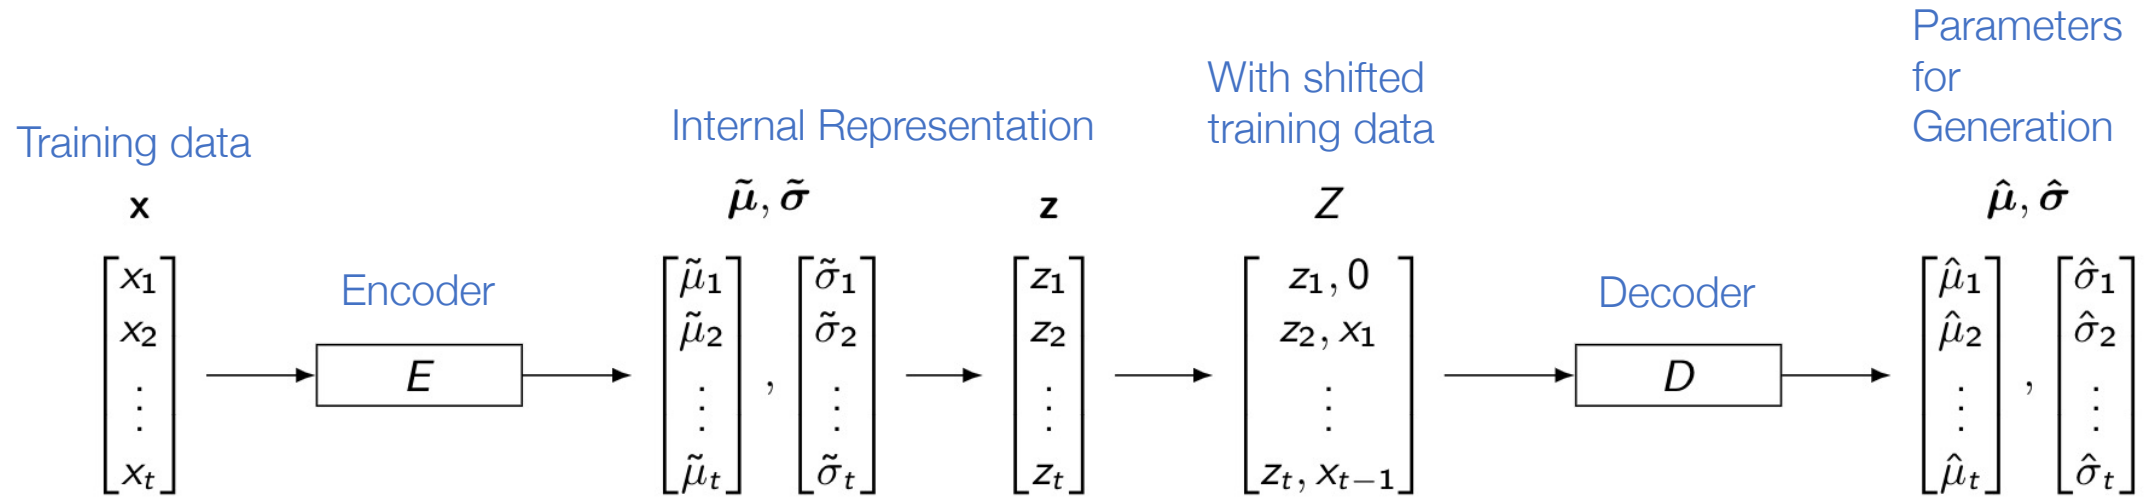 Training data
x
x₁
x₂
⋮
xₜ
Encoder
E
Internal Representation
μ̃, σ̃
μ̃₁
μ̃₂
⋮
μ̃ₜ
,
σ̃₁
σ̃₂
⋮
σ̃ₜ
z
z₁
z₂
⋮
zₜ
With shifted
training data
Z
z₁, 0
z₂, x₁
⋮
zₜ, xₜ₋₁
Decoder
D
Parameters
for
Generation
μ̂, σ̂
μ̂₁
μ̂₂
⋮
μ̂ₜ
,
σ̂₁
σ̂₂
⋮
σ̂ₜ